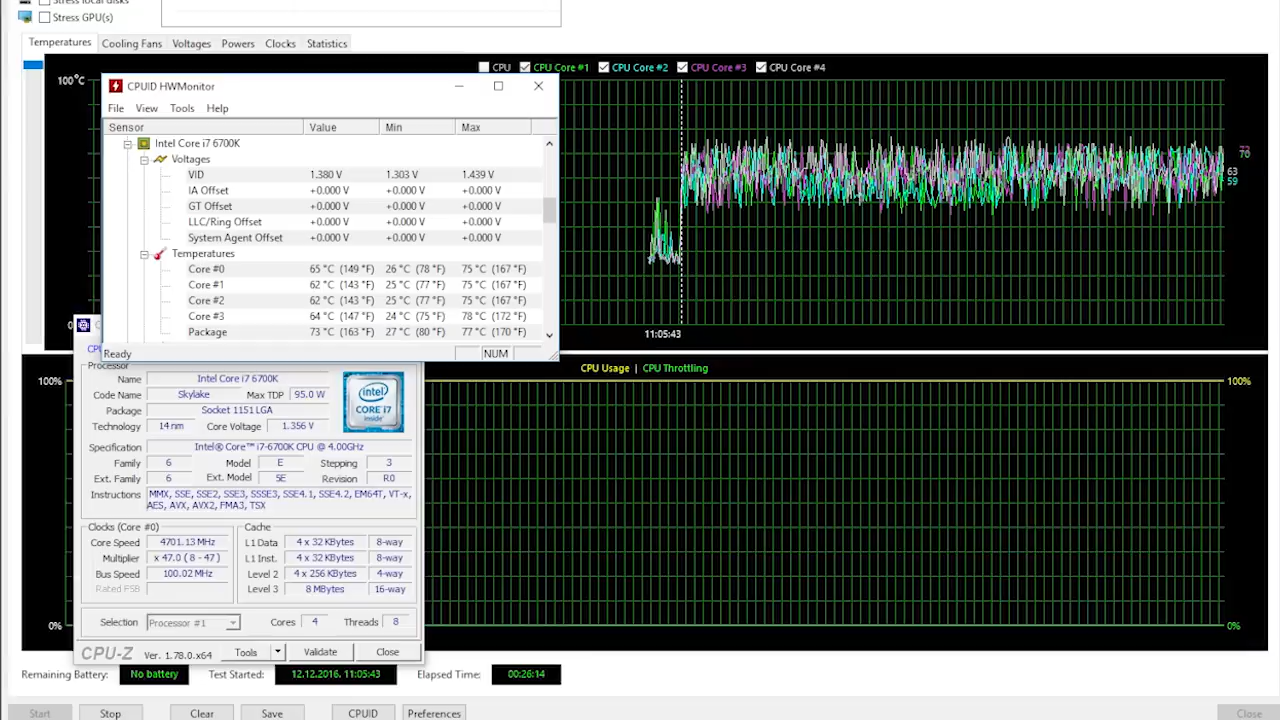 Stress local disks
Stress GPU(s)
Temperatures Cooling Fans Voltages Powers Clocks Statistics
100°C
CPU CPU Core #1 CPU Core #2 CPU Core #3 CPU Core #4
CPUID HWMonitor
File View Tools Help
Sensor Value Min Max
Intel Core i7 6700K
Voltages
VID 1.380 V 1.303 V 1.439 V
IA Offset +0.000 V +0.000 V +0.000 V
GT Offset +0.000 V +0.000 V +0.000 V
LLC/Ring Offset +0.000 V +0.000 V +0.000 V
System Agent Offset +0.000 V +0.000 V +0.000 V
Temperatures
Core #0 65 °C (149 °F) 26 °C (78 °F) 75 °C (167 °F)
Core #1 62 °C (143 °F) 25 °C (77 °F) 75 °C (167 °F)
Core #2 62 °C (143 °F) 25 °C (77 °F) 75 °C (167 °F)
Core #3 64 °C (147 °F) 24 °C (75 °F) 78 °C (172 °F)
Package 73 °C (163 °F) 27 °C (80 °F) 77 °C (170 °F)
Ready NUM
70
63
59
11:05:43
CPU Usage | CPU Throttling
100% 100%
0% 0%
Processor
Name Intel Core i7 6700K
Code Name Skylake Max TDP 95.0 W
Package Socket 1151 LGA
Technology 14 nm Core Voltage 1.356 V
intel
CORE i7
inside
Specification Intel® Core™ i7-6700K CPU @ 4.00GHz
Family 6 Model E Stepping 3
Ext. Family 6 Ext. Model 5E Revision R0
Instructions MMX, SSE, SSE2, SSE3, SSSE3, SSE4.1, SSE4.2, EM64T, VT-x,
AES, AVX, AVX2, FMA3, TSX
Clocks (Core #0)
Core Speed 4701.13 MHz
Multiplier x 47.0 ( 8 - 47 )
Bus Speed 100.02 MHz
Rated FSB
Cache
L1 Data 4 x 32 KBytes 8-way
L1 Inst. 4 x 32 KBytes 8-way
Level 2 4 x 256 KBytes 4-way
Level 3 8 MBytes 16-way
Selection Processor #1 Cores 4 Threads 8
CPU-Z Ver. 1.78.0.x64 Tools Validate Close
Remaining Battery: No battery Test Started: 12.12.2016. 11:05:43 Elapsed Time: 00:26:14
Start Stop Clear Save CPUID Preferences Close